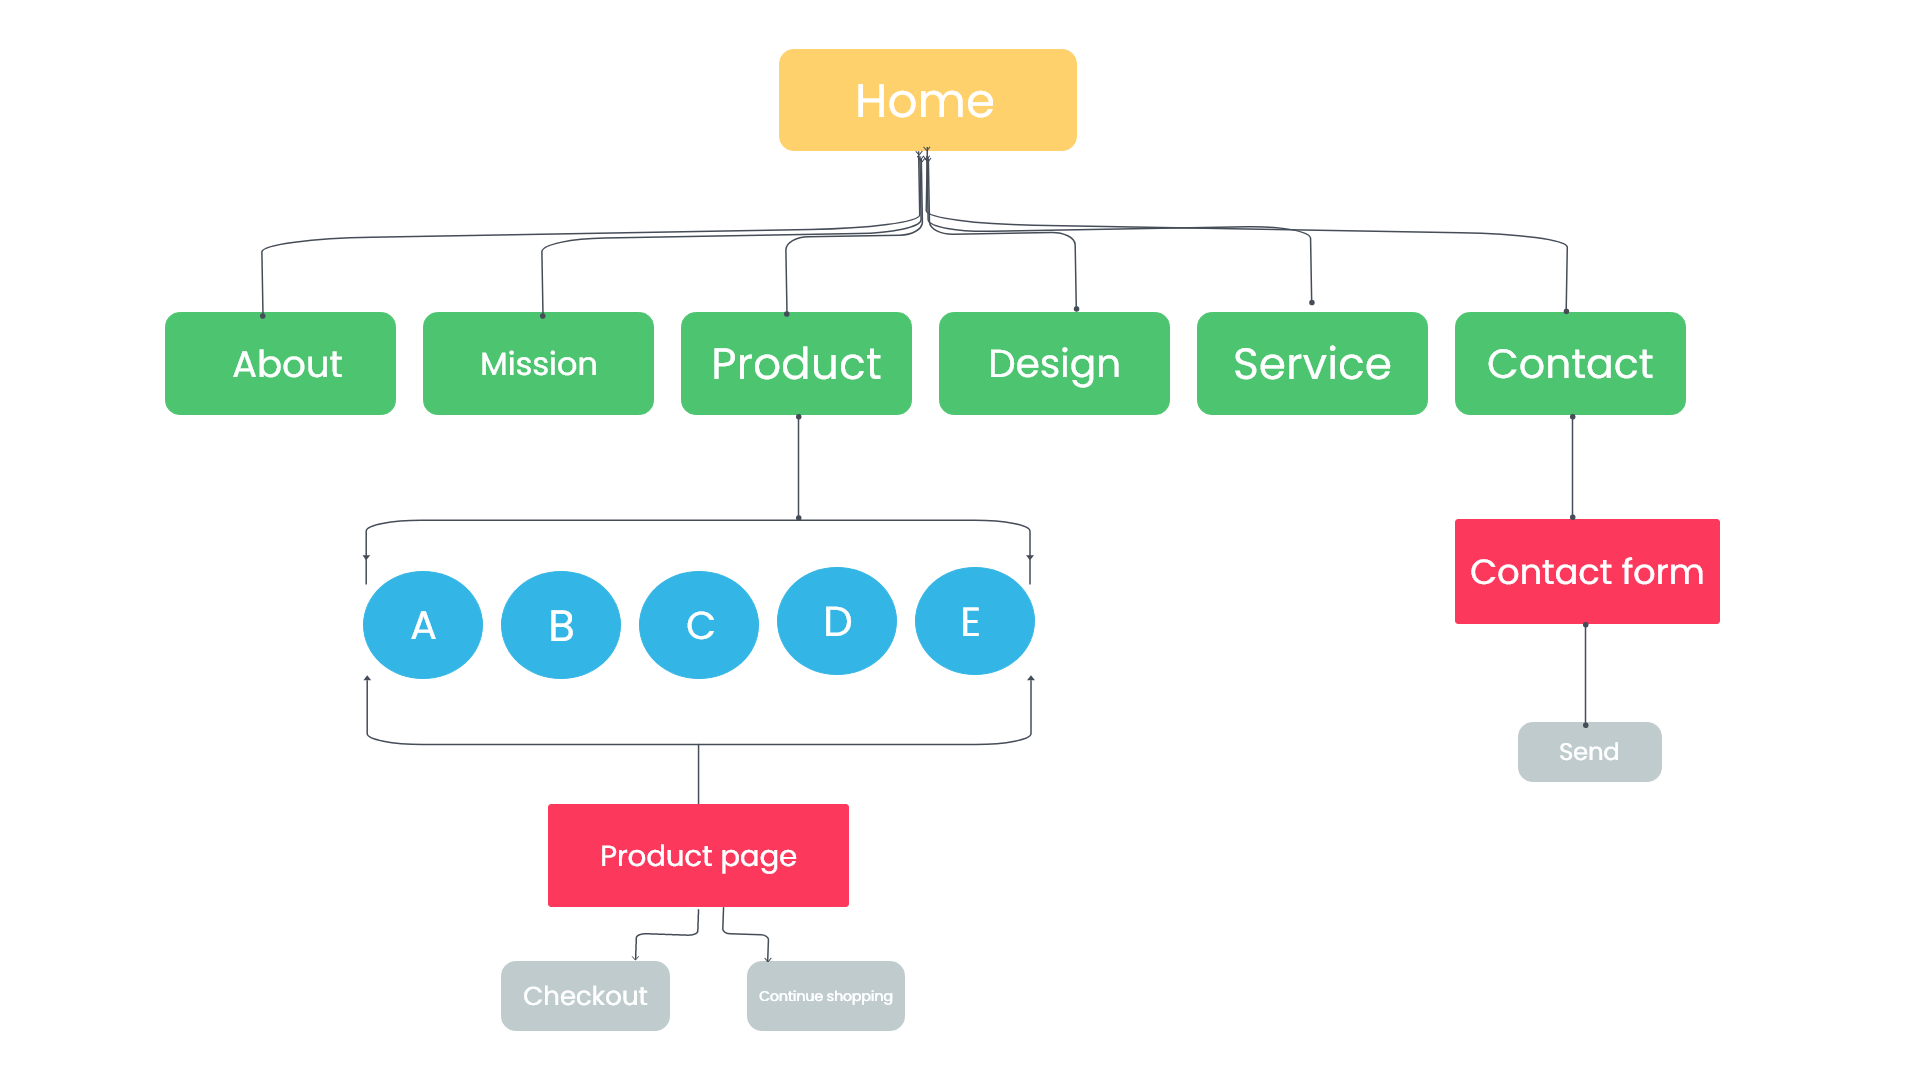 Home
About
Mission
Product
Design
Service
Contact
A
B
C
D
E
Contact form
Send
Product page
Checkout
Continue shopping